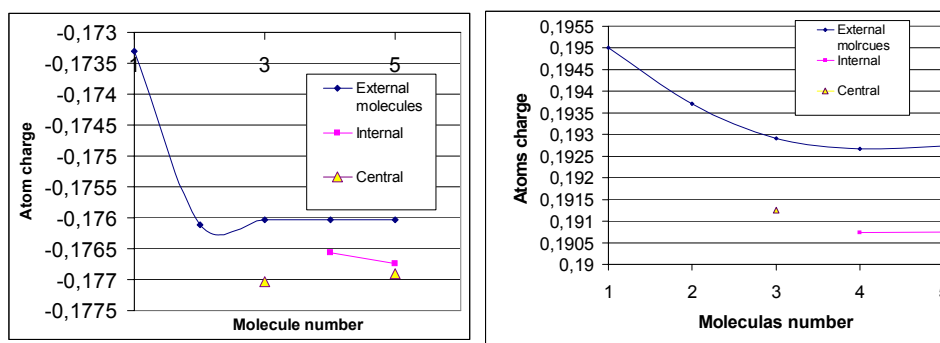 -0,173
-0,1735
-0,174
-0,1745
-0,175
-0,1755
-0,176
-0,1765
-0,177
-0,1775
1 3 5
Atom charge
Molecule number
External
molecules
Internal
Central
0,1955
0,195
0,1945
0,194
0,1935
0,193
0,1925
0,192
0,1915
0,191
0,1905
0,19
1 2 3 4
Atoms charge
Moleculas number
External
molrcues
Internal
Central